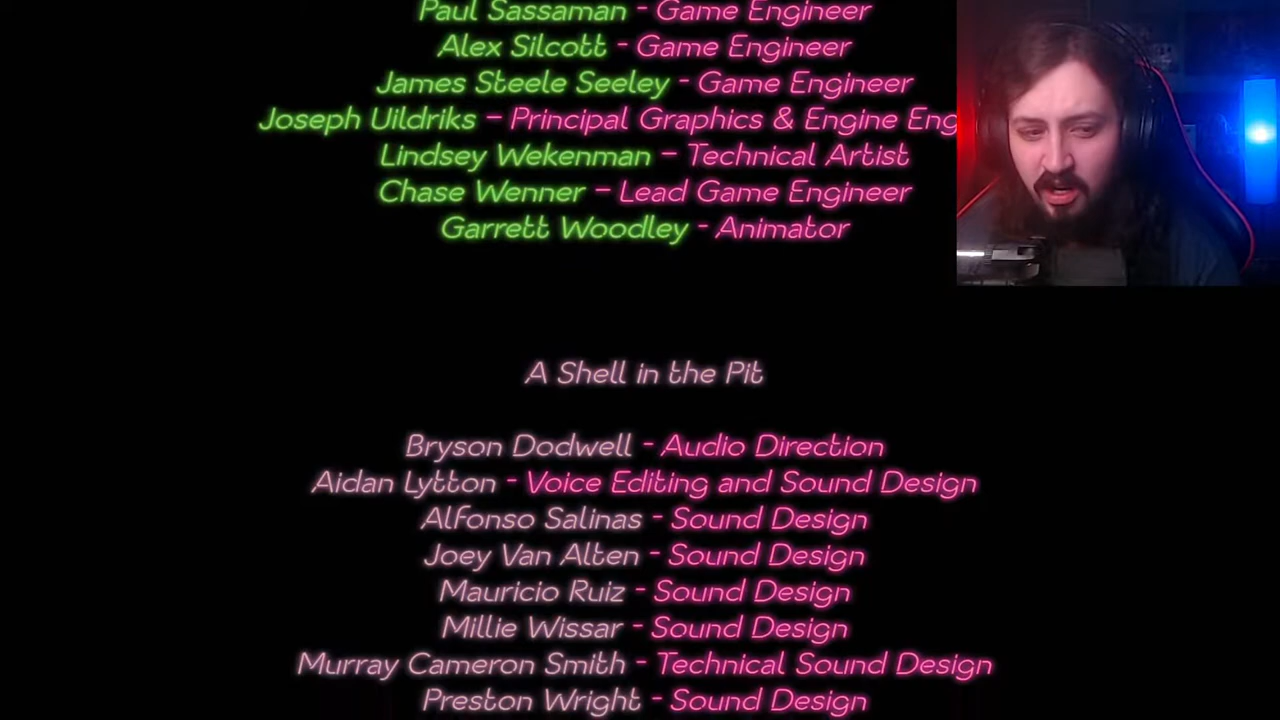 Paul Sassaman - Game Engineer
Alex Silcott - Game Engineer
James Steele Seeley - Game Engineer
Joseph Uildriks – Principal Graphics & Engine Eng
Lindsey Wekenman – Technical Artist
Chase Wenner – Lead Game Engineer
Garrett Woodley - Animator
A Shell in the Pit
Bryson Dodwell - Audio Direction
Aidan Lytton - Voice Editing and Sound Design
Alfonso Salinas - Sound Design
Joey Van Alten - Sound Design
Mauricio Ruiz - Sound Design
Millie Wissar - Sound Design
Murray Cameron Smith - Technical Sound Design
Preston Wright - Sound Design